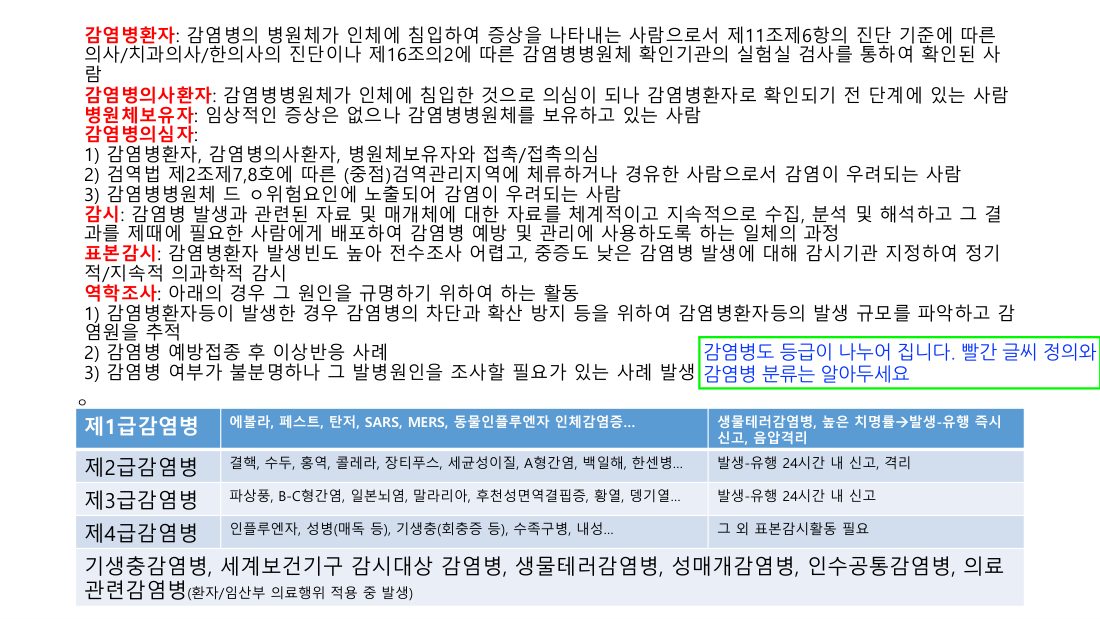 감염병환자: 감염병의 병원체가 인체에 침입하여 증상을 나타내는 사람으로서 제11조제6항의 진단 기준에 따른
의사/치과의사/한의사의 진단이나 제16조의2에 따른 감염병병원체 확인기관의 실험실 검사를 통하여 확인된 사
람
감염병의사환자: 감염병병원체가 인체에 침입한 것으로 의심이 되나 감염병환자로 확인되기 전 단계에 있는 사람
병원체보유자: 임상적인 증상은 없으나 감염병병원체를 보유하고 있는 사람
감염병의심자:
1) 감염병환자, 감염병의사환자, 병원체보유자와 접촉/접촉의심
2) 검역법 제2조제7,8호에 따른 (중점)검역관리지역에 체류하거나 경유한 사람으로서 감염이 우려되는 사람
3) 감염병병원체 드 ㅇ위험요인에 노출되어 감염이 우려되는 사람
감시: 감염병 발생과 관련된 자료 및 매개체에 대한 자료를 체계적이고 지속적으로 수집, 분석 및 해석하고 그 결
과를 제때에 필요한 사람에게 배포하여 감염병 예방 및 관리에 사용하도록 하는 일체의 과정
표본감시: 감염병환자 발생빈도 높아 전수조사 어렵고, 중증도 낮은 감염병 발생에 대해 감시기관 지정하여 정기
적/지속적 의과학적 감시
역학조사: 아래의 경우 그 원인을 규명하기 위하여 하는 활동
1) 감염병환자등이 발생한 경우 감염병의 차단과 확산 방지 등을 위하여 감염병환자등의 발생 규모를 파악하고 감
염원을 추적
2) 감염병 예방접종 후 이상반응 사례
3) 감염병 여부가 불분명하나 그 발병원인을 조사할 필요가 있는 사례 발생
감염병도 등급이 나누어 집니다. 빨간 글씨 정의와
감염병 분류는 알아두세요
ㅇ
제1급감염병 에볼라, 페스트, 탄저, SARS, MERS, 동물인플루엔자 인체감염증… 생물테러감염병, 높은 치명률→발생-유행 즉시
신고, 음압격리
제2급감염병 결핵, 수두, 홍역, 콜레라, 장티푸스, 세균성이질, A형간염, 백일해, 한센병… 발생-유행 24시간 내 신고, 격리
제3급감염병 파상풍, B-C형간염, 일본뇌염, 말라리아, 후천성면역결핍증, 황열, 뎅기열… 발생-유행 24시간 내 신고
제4급감염병 인플루엔자, 성병(매독 등), 기생충(회충증 등), 수족구병, 내성… 그 외 표본감시활동 필요
기생충감염병, 세계보건기구 감시대상 감염병, 생물테러감염병, 성매개감염병, 인수공통감염병, 의료
관련감염병(환자/임산부 의료행위 적용 중 발생)